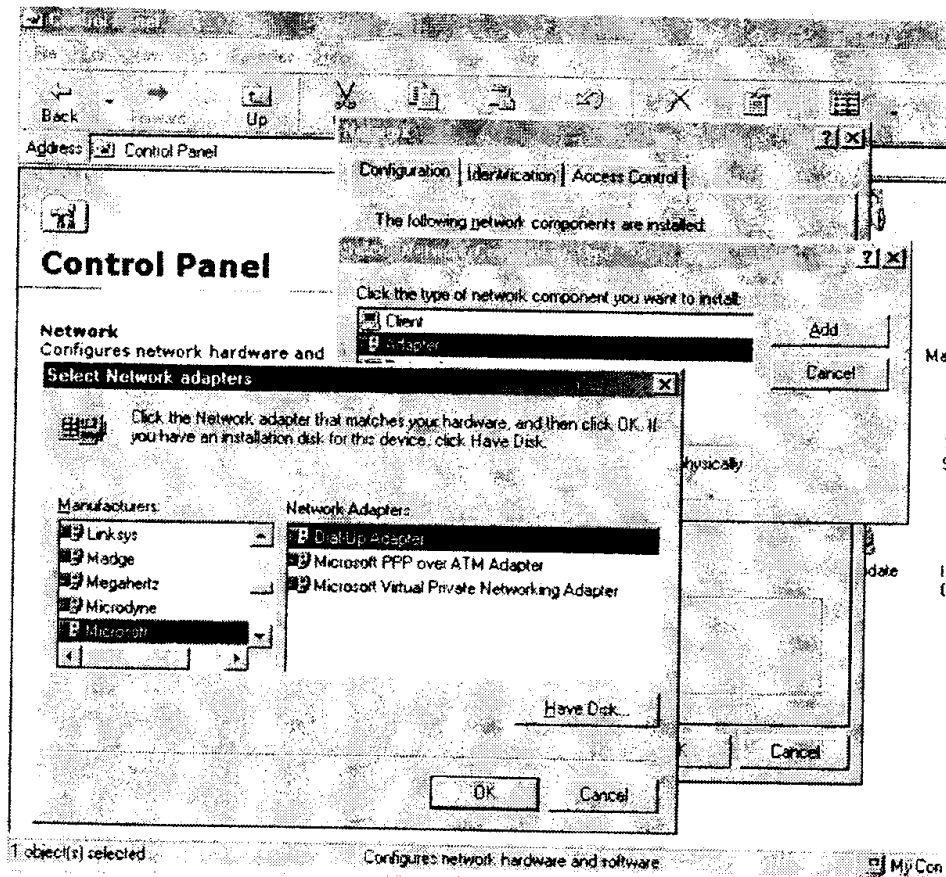 Back
Up
Address Control Panel
Configuration Identification Access Control
The following network components are installed:
Control Panel
Click the type of network component you want to install:
Client
Adapter
Add
Cancel
Network
Configures network hardware and
Ma
Select Network adapters
Click the Network adapter that matches your hardware, and then click OK. If
you have an installation disk for this device, click Have Disk.
physically
Manufacturers:
Linksys
Madge
Megahertz
Microdyne
Microsoft
Network Adapters:
Dial-Up Adapter
Microsoft PPP over ATM Adapter
Microsoft Virtual Private Networking Adapter
date
Have Disk...
Cancel
OK
Cancel
1 object(s) selected
Configures network hardware and software
My Com